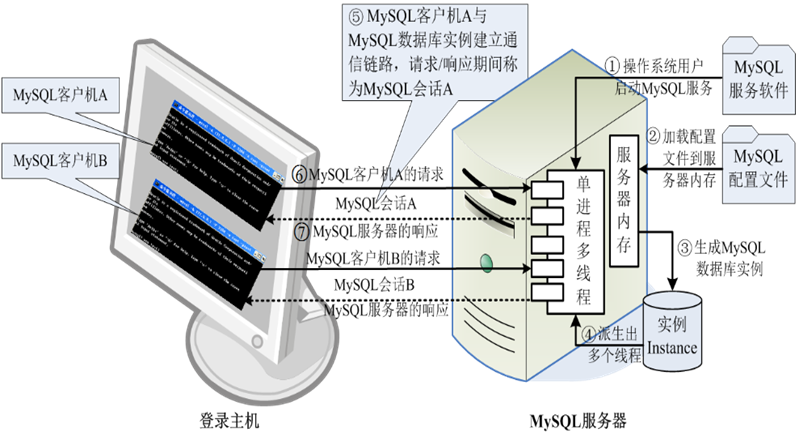 ⑤ MySQL客户机A与
MySQL数据库实例建立通
信链路，请求/响应期间称
为MySQL会话A
MySQL客户机A
MySQL客户机B
⑥MySQL客户机A的请求
MySQL会话A
⑦MySQL服务器的响应
MySQL客户机B的请求
MySQL会话B
MySQL服务器的响应
①操作系统用户
启动MySQL服务
MySQL
服务软件
②加载配置
文件到服
务器内存
MySQL
配置文件
服务器内存
单进程多线程
③生成MySQL
数据库实例
④派生出
多个线程
实例
Instance
登录主机
MySQL服务器